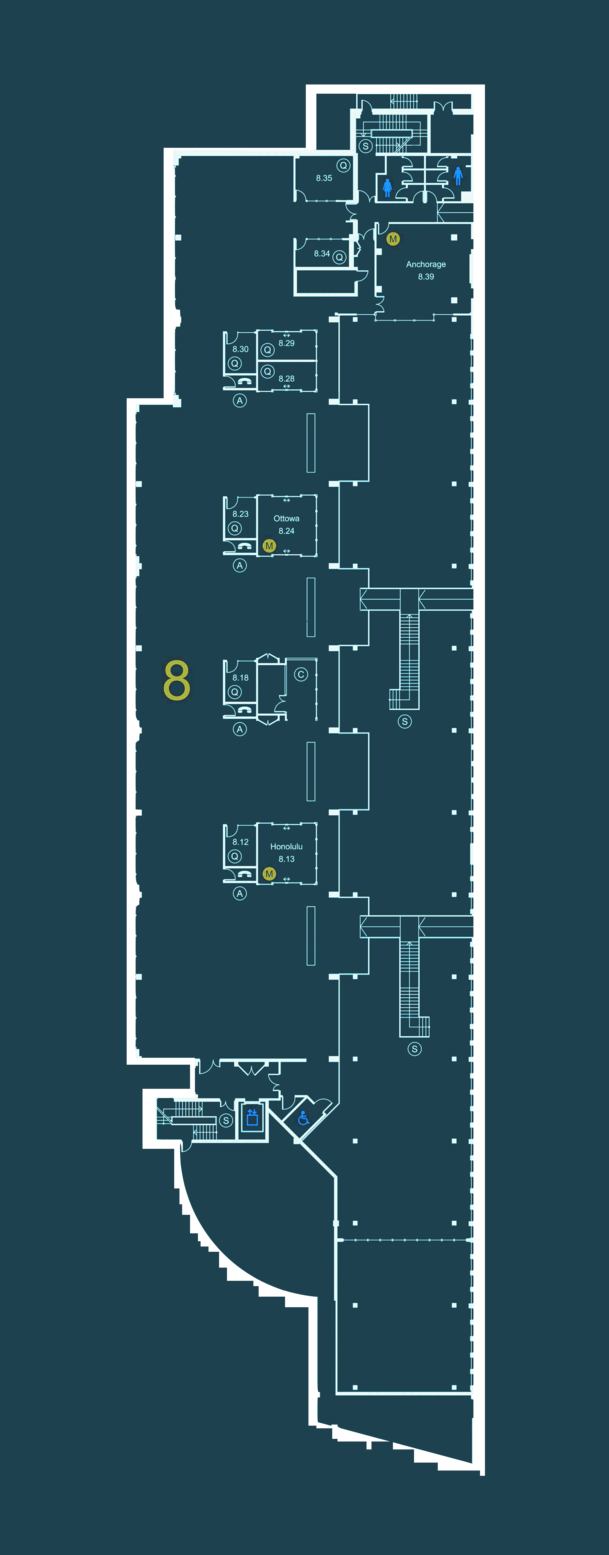 S
Q
8.35
8.34
Q
M
Anchorage
8.39
8.30
Q
8.29
Q
Q
8.28
A
8.23
Q
Ottowa
8.24
M
A
8
8.18
Q
C
A
S
8.12
Q
Honolulu
8.13
M
A
S
S